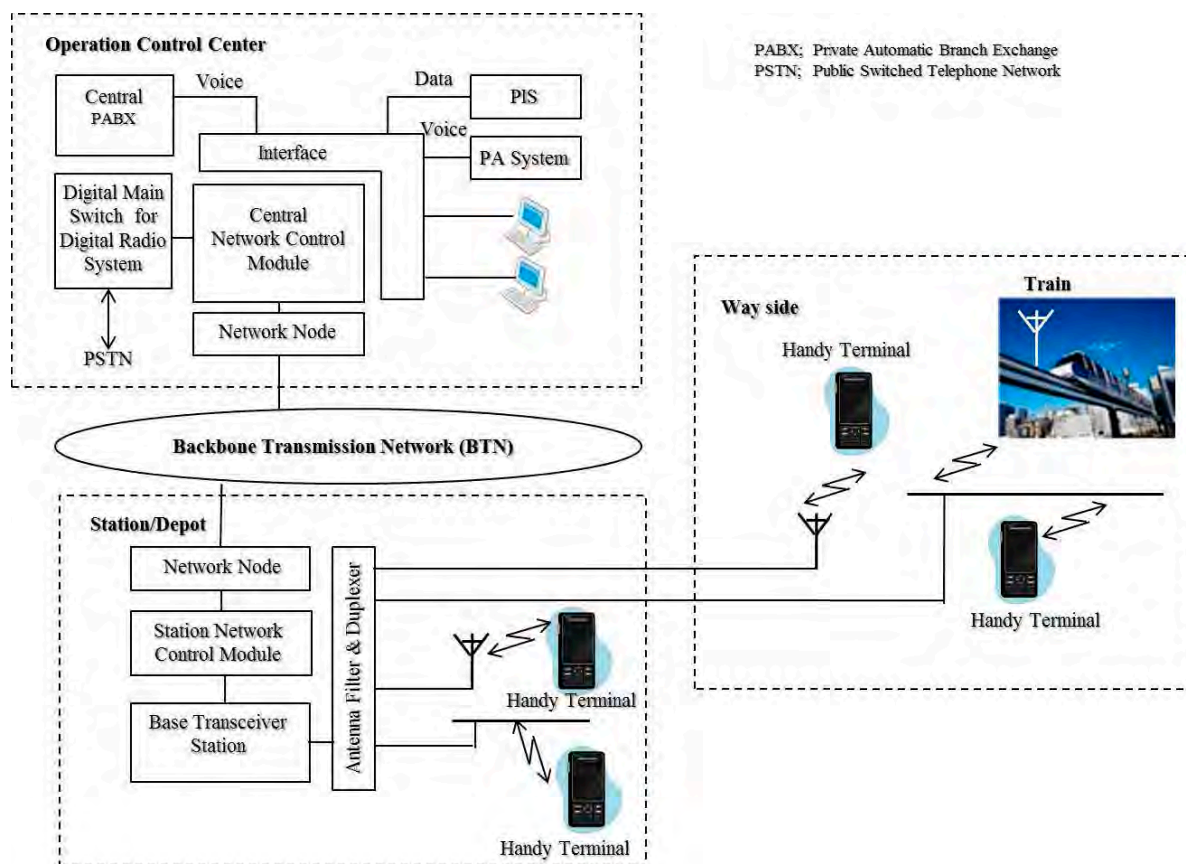 Operation Control Center
PABX; Private Automatic Branch Exchange
PSTN; Public Switched Telephone Network
Central
PABX
Voice
Data
PIS
Voice
PA System
Interface
Digital Main
Switch for
Digital Radio
System
Central
Network Control
Module
Network Node
PSTN
Backbone Transmission Network (BTN)
Station/Depot
Network Node
Station Network
Control Module
Base Transceiver
Station
Antenna Filter & Duplexer
Handy Terminal
Handy Terminal
Way side
Train
Handy Terminal
Handy Terminal